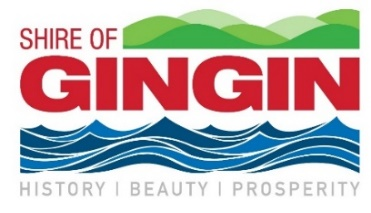 SHIRE OF
GINGIN
HISTORY | BEAUTY | PROSPERITY